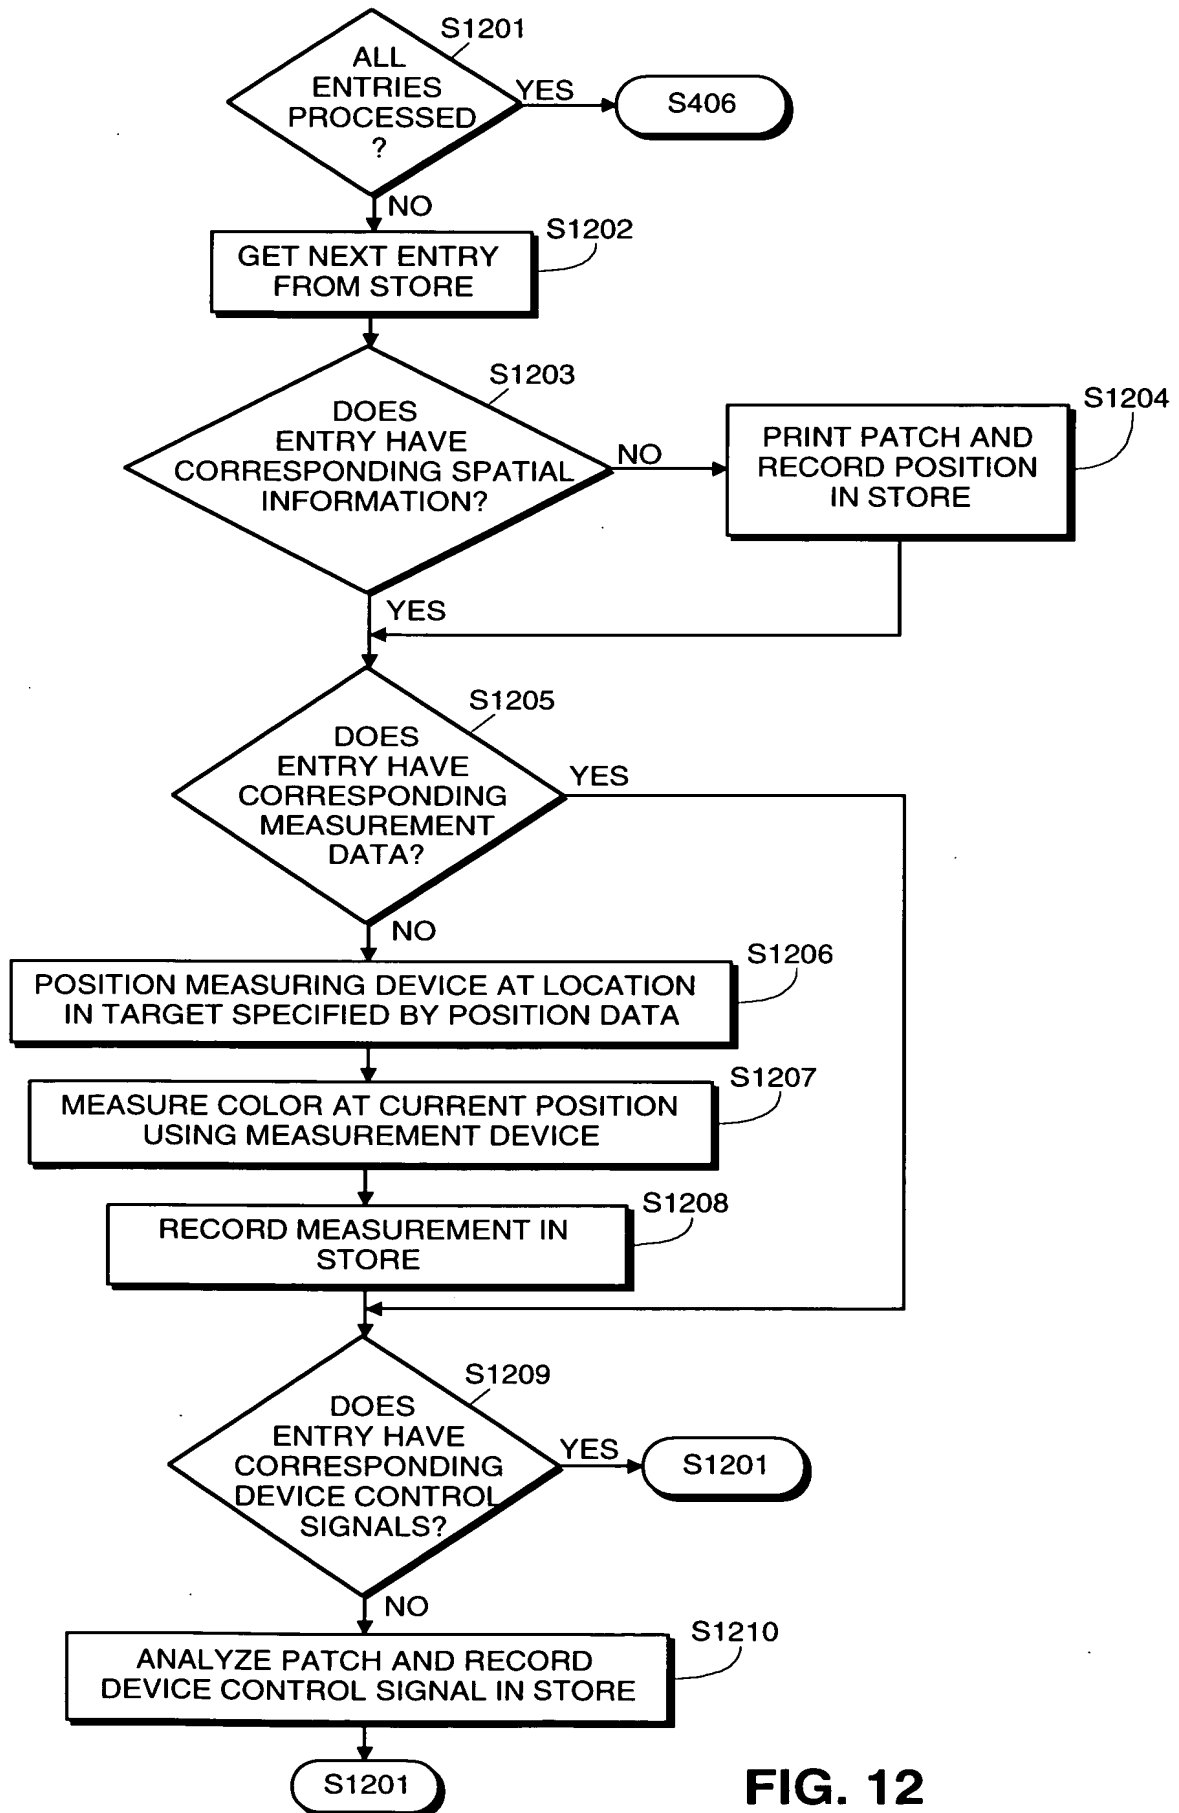 S1201
ALL
ENTRIES
PROCESSED
?
YES
S406
NO
S1202
GET NEXT ENTRY
FROM STORE
S1203
DOES
ENTRY HAVE
CORRESPONDING SPATIAL
INFORMATION?
NO
S1204
PRINT PATCH AND
RECORD POSITION
IN STORE
YES
S1205
DOES
ENTRY HAVE
CORRESPONDING
MEASUREMENT
DATA?
YES
NO
S1206
POSITION MEASURING DEVICE AT LOCATION
IN TARGET SPECIFIED BY POSITION DATA
S1207
MEASURE COLOR AT CURRENT POSITION
USING MEASUREMENT DEVICE
S1208
RECORD MEASUREMENT IN
STORE
S1209
DOES
ENTRY HAVE
CORRESPONDING
DEVICE CONTROL
SIGNALS?
YES
S1201
NO
S1210
ANALYZE PATCH AND RECORD
DEVICE CONTROL SIGNAL IN STORE
S1201
FIG. 12